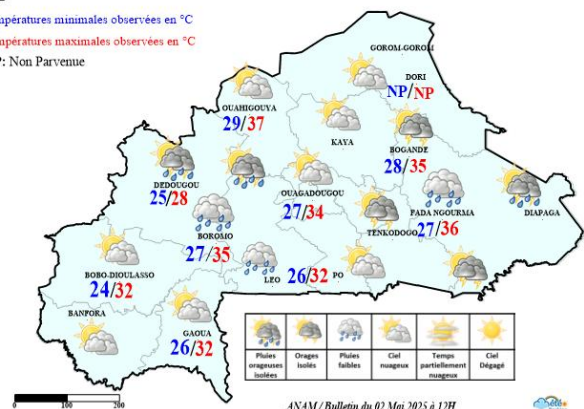 empératures minimales observées en °C
empératures maximales observées en °C
P: Non Parvenue
GOROM-GOROM
DORI
NP/NP
OUAHIGOUYA
29/37
KAYA
BOGANDE
28/35
DEDOUGOU
25/28
OUAGADOUGOU
27/34
BOROMO
27/35
TENKODOGO
FADA NGOURMA
27/36
DIAPAGA
BOBO-DIOULASSO
24/32
LEO
26/32
PO
BANFORA
GAOUA
26/32
Pluies orageuses isolées
Orages isolés
Pluies faibles
Ciel nuageux
Temps partiellement nuageux
Ciel Dégagé
100 200
ANAM / Bulletin du 02 Mai 2025 à 12H